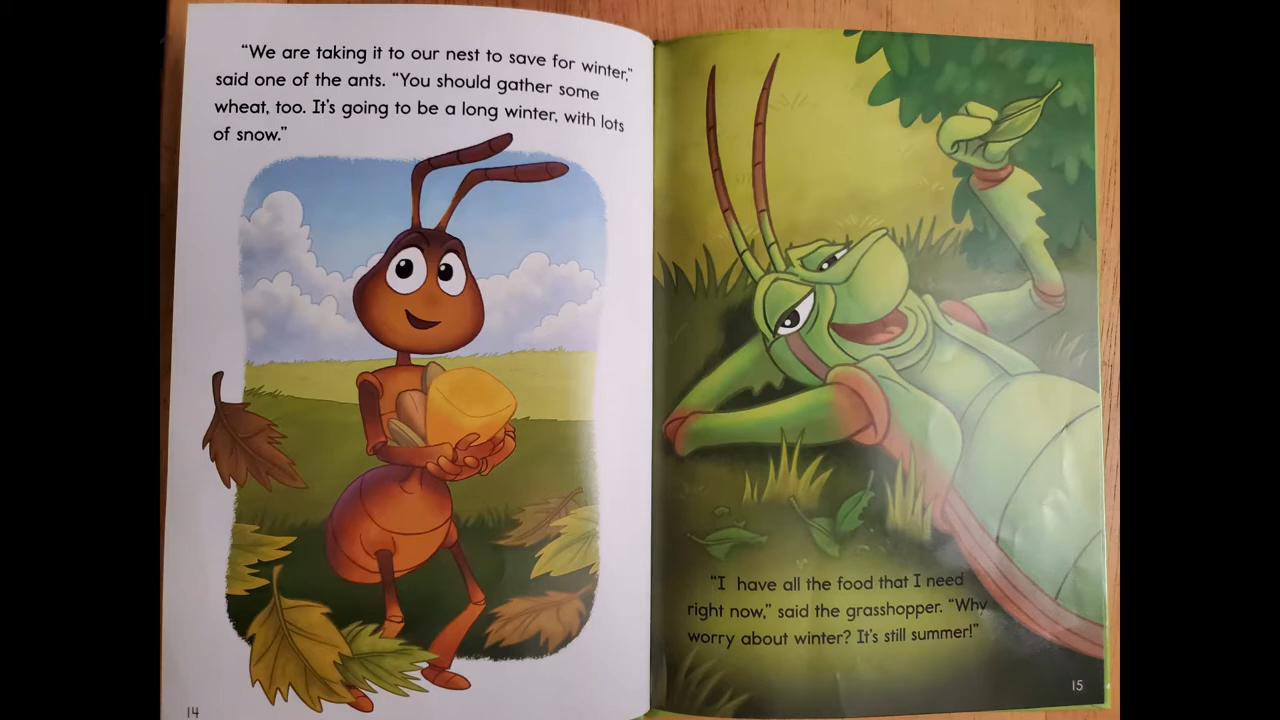 “We are taking it to our nest to save for winter,”
said one of the ants. “You should gather some
wheat, too. It’s going to be a long winter, with lots
of snow.”
14
“I have all the food that I need
right now,” said the grasshopper. “Why
worry about winter? It’s still summer!”
15